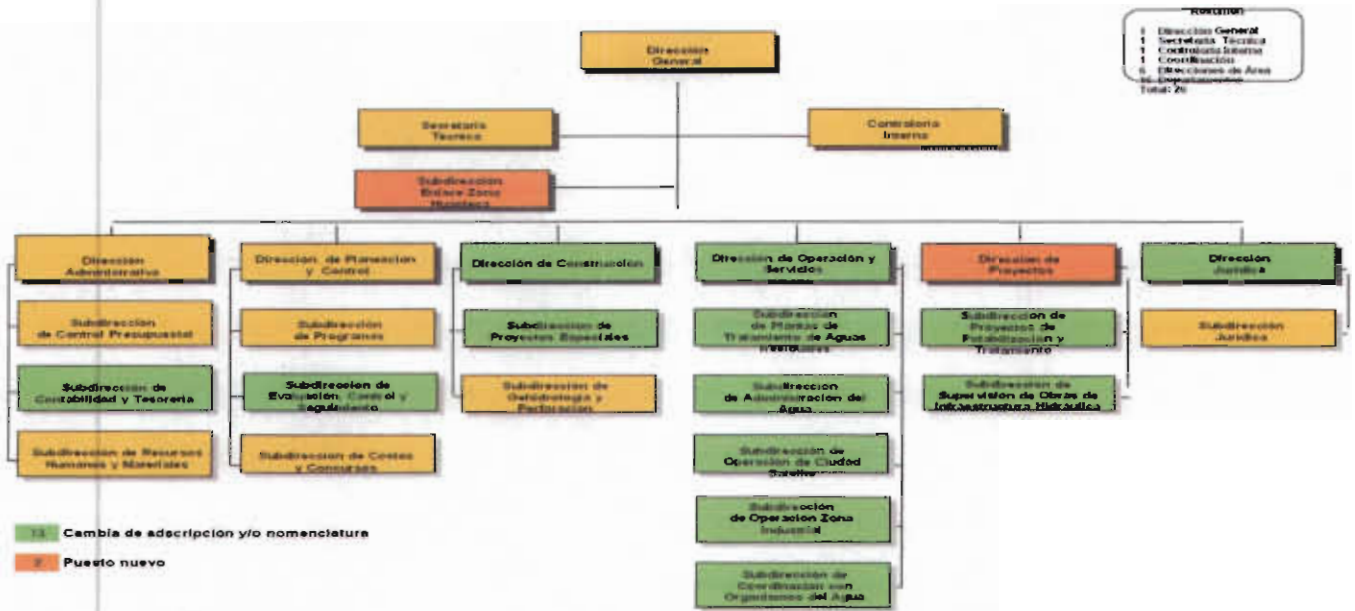 Resumen
1 Dirección General
1 Secretaría Técnica
1 Contraloría Interna
1 Coordinación
6 Direcciones de Área
16 Departamentos
Total: 26
Dirección
General
Secretaría
Técnica
Contraloría
Interna
Subdirección
Enlace Zona
Huasteca
Dirección
Administrativa
Subdirección
de Control Presupuestal
Subdirección de
Contabilidad y Tesorería
Subdirección de Recursos
Humanos y Materiales
Dirección de Planeación
y Control
Subdirección
de Programas
Subdirección de
Evaluación, Control y
Seguimiento
Subdirección de Costos
y Concursos
Dirección de Construcción
Subdirección de
Proyectos Especiales
Subdirección de
Geohidrología y
Perforación
Dirección de Operación y
Servicios
Subdirección
de Plantas de
Tratamiento de Aguas
Residuales
Subdirección
de Administración del
Agua
Subdirección de
Operación de Ciudad
Satélite
Subdirección
de Operación Zona
Industrial
Subdirección de
Coordinación con
Organismos del Agua
Dirección de
Proyectos
Subdirección de
Proyectos de
Potabilización y
Tratamiento
Subdirección de
Supervisión de Obras de
Infraestructura Hidráulica
Dirección
Jurídica
Subdirección
Jurídica
13 Cambia de adscripción y/o nomenclatura
2 Puesto nuevo